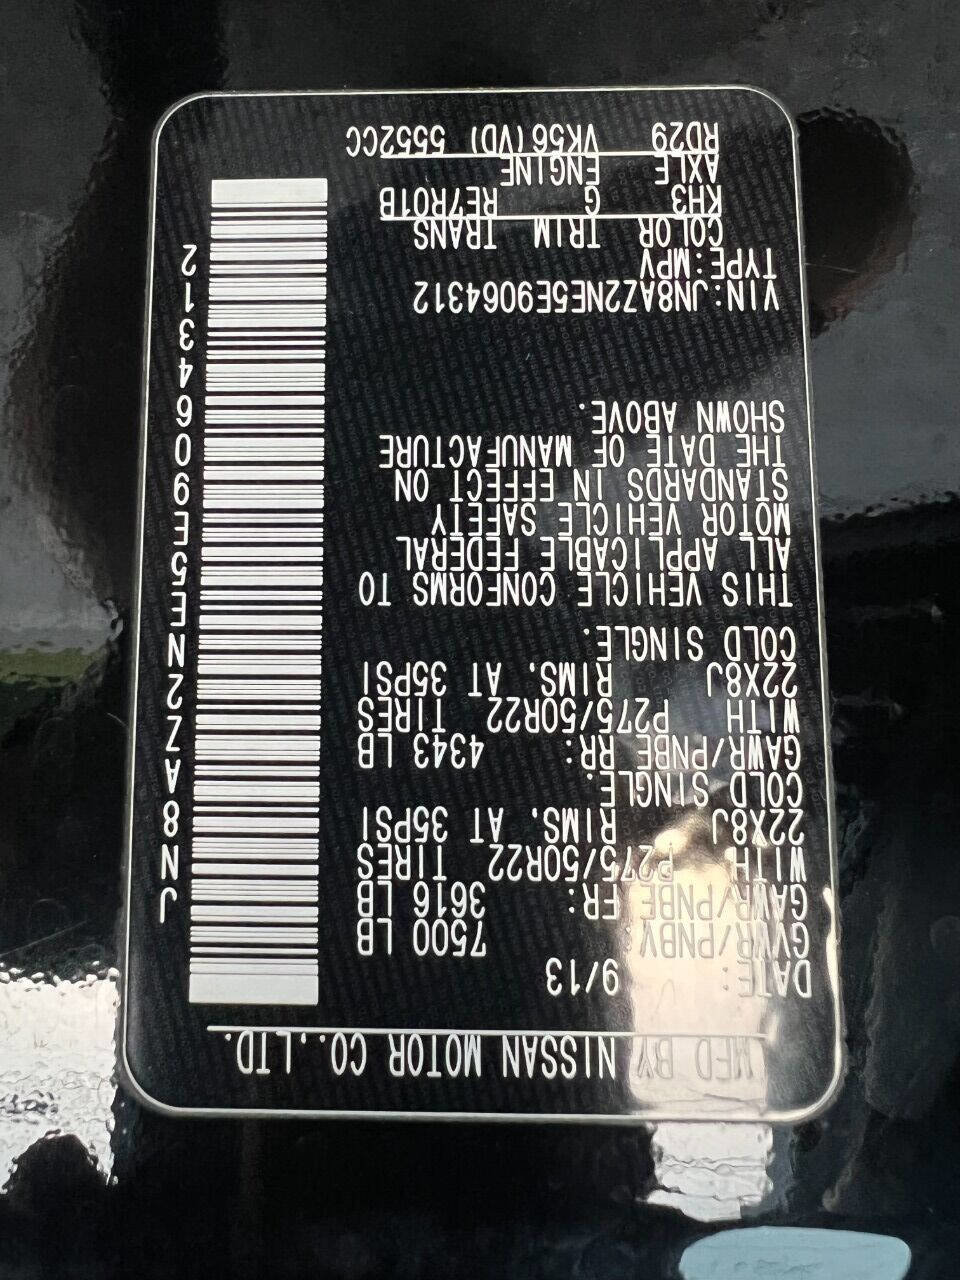 MFD BY NISSAN MOTOR CO.,LTD.
DATE: 9/13
GVWR/PNBV: 7500 LB
GAWR/PNBE FR: 3616 LB
WITH P275/50R22 TIRES
22X8J RIMS. AT 35PSI
COLD SINGLE.
GAWR/PNBE RR: 4343 LB
WITH P275/50R22 TIRES
22X8J RIMS. AT 35PSI
COLD SINGLE.
THIS VEHICLE CONFORMS TO
ALL APPLICABLE FEDERAL
MOTOR VEHICLE SAFETY
STANDARDS IN EFFECT ON
THE DATE OF MANUFACTURE
SHOWN ABOVE.
VIN:JN8AZ2NE5E9064312
TYPE:MPV
COLOR TRIM TRANS
KH3 G RE7R01B
AXLE ENGINE
RD29 VK56(VD) 5552CC
JN8AZ2NE5E9064312